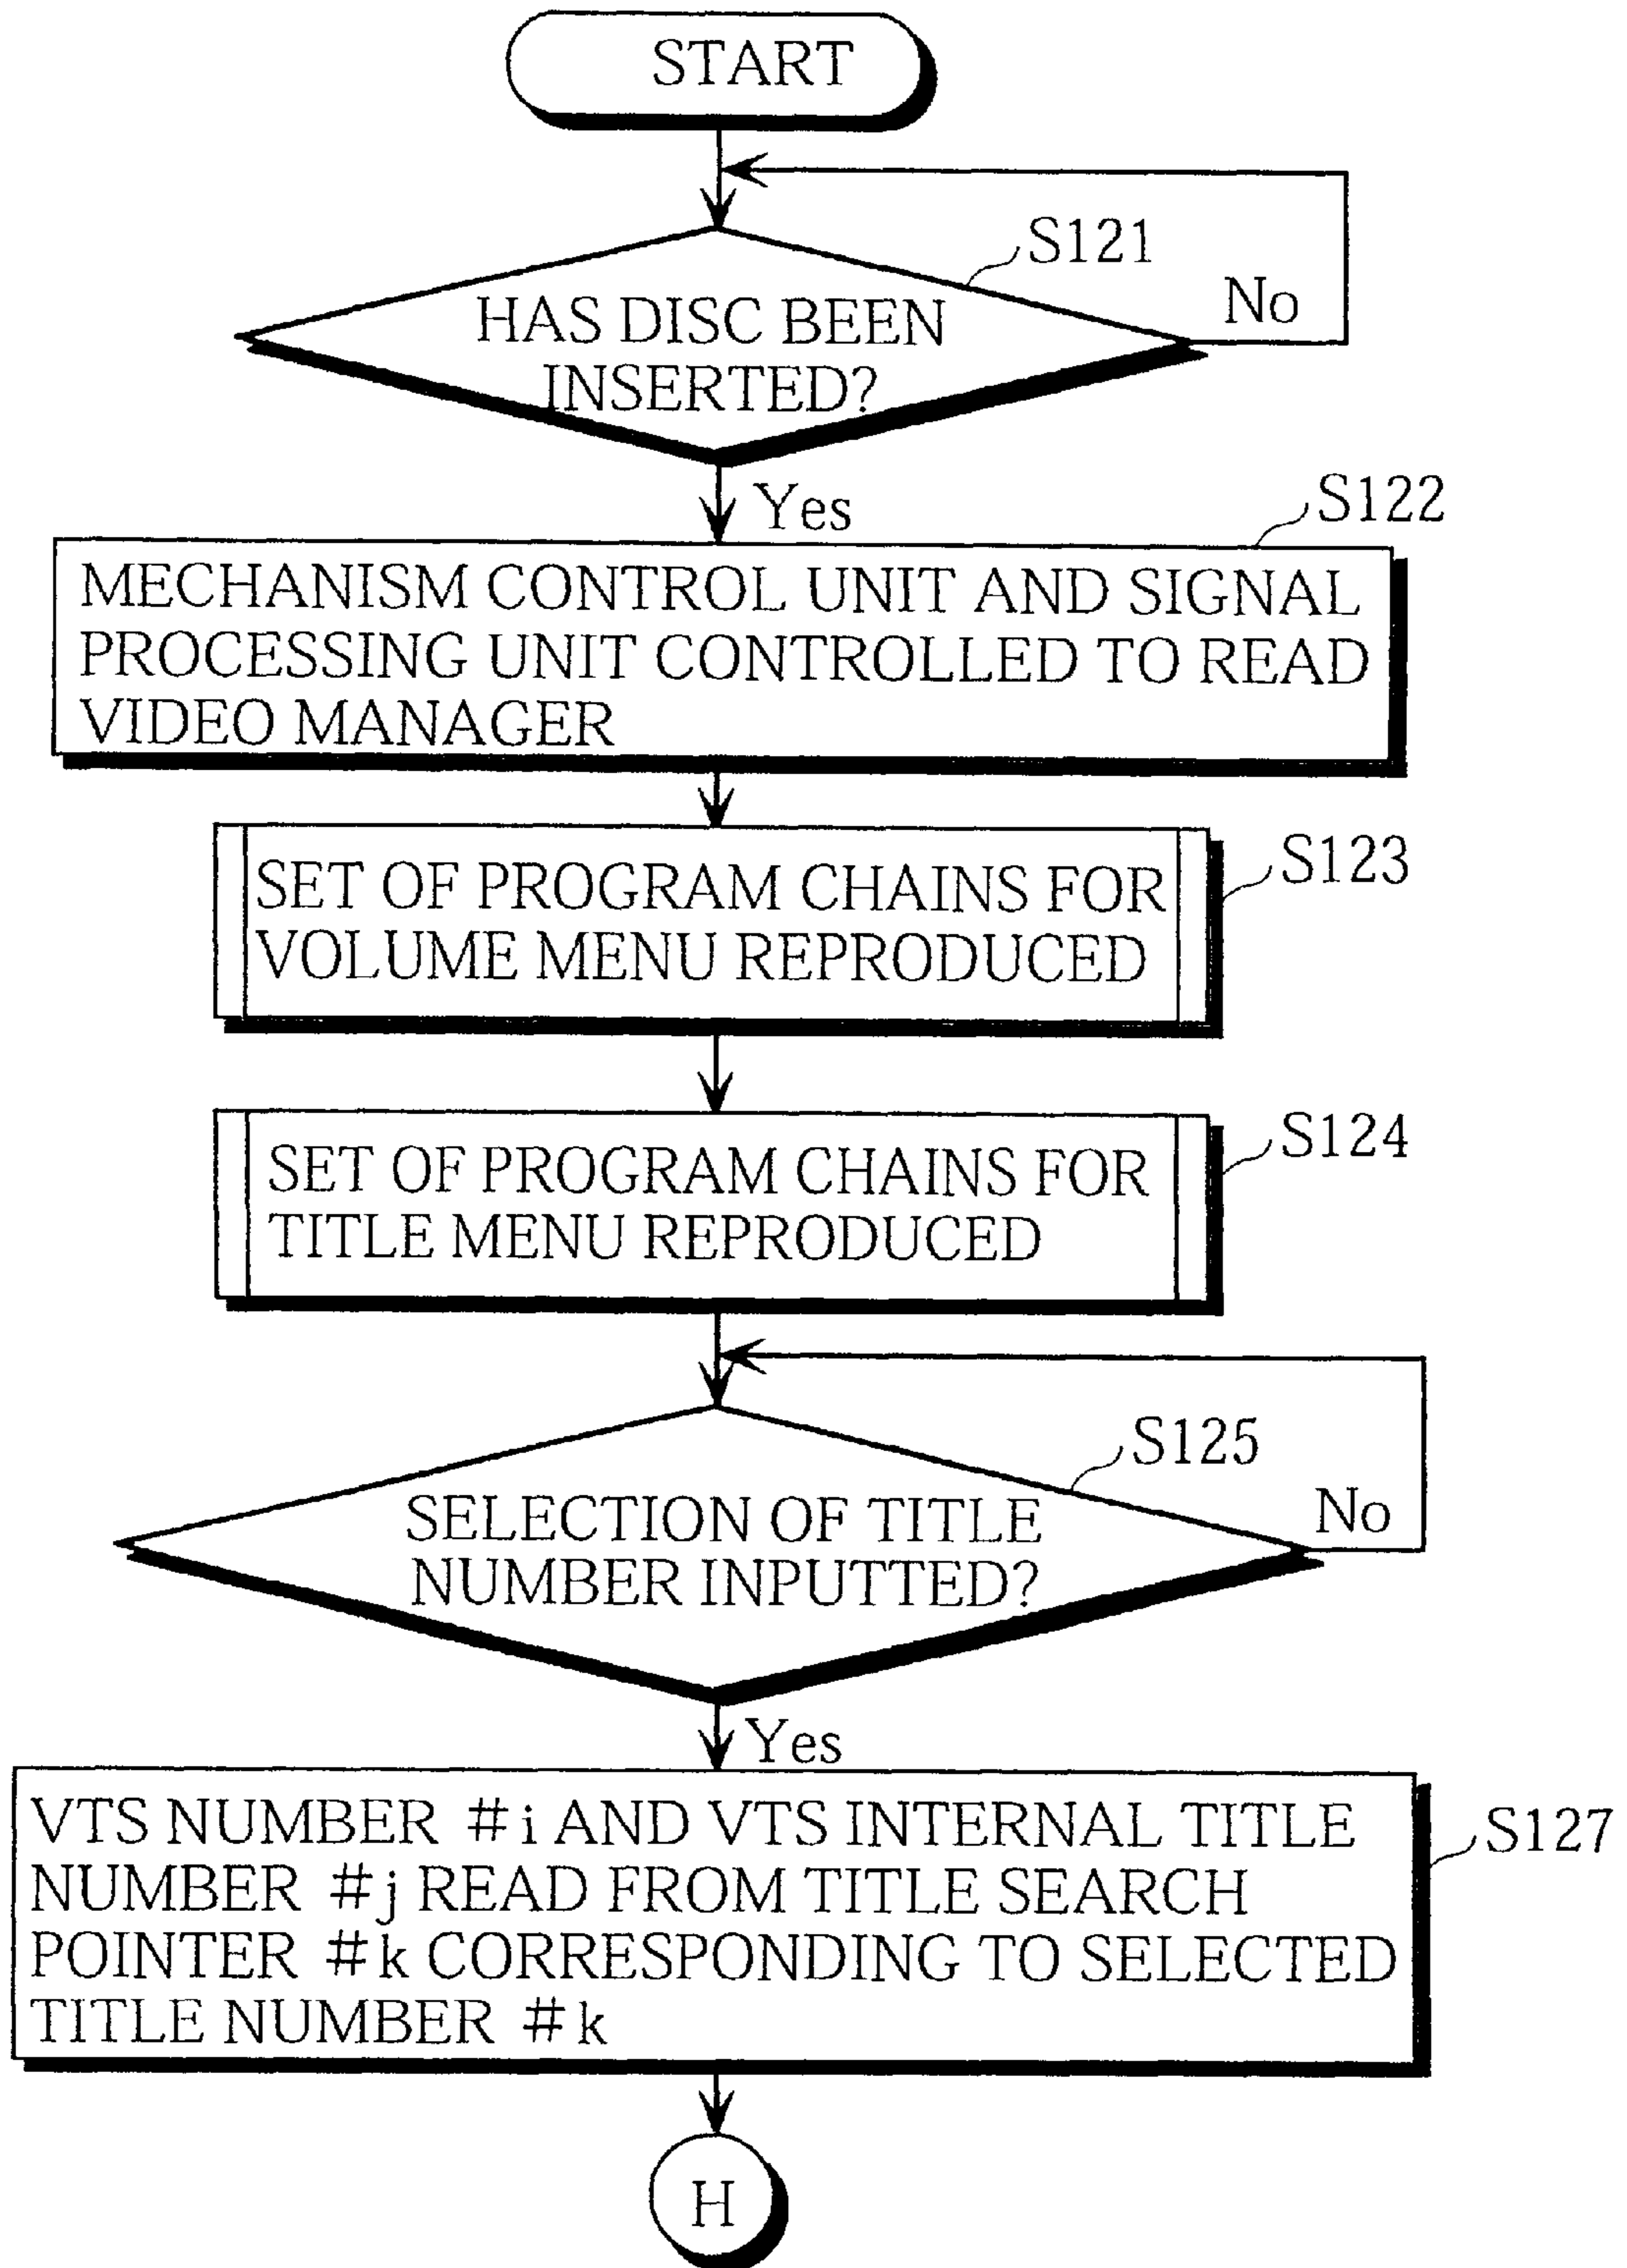 START
S121
No
HAS DISC BEEN
INSERTED?
Yes
S122
MECHANISM CONTROL UNIT AND SIGNAL
PROCESSING UNIT CONTROLLED TO READ
VIDEO MANAGER
S123
SET OF PROGRAM CHAINS FOR
VOLUME MENU REPRODUCED
S124
SET OF PROGRAM CHAINS FOR
TITLE MENU REPRODUCED
S125
No
SELECTION OF TITLE
NUMBER INPUTTED?
Yes
S127
VTS NUMBER #i AND VTS INTERNAL TITLE
NUMBER #j READ FROM TITLE SEARCH
POINTER #k CORRESPONDING TO SELECTED
TITLE NUMBER #k
H